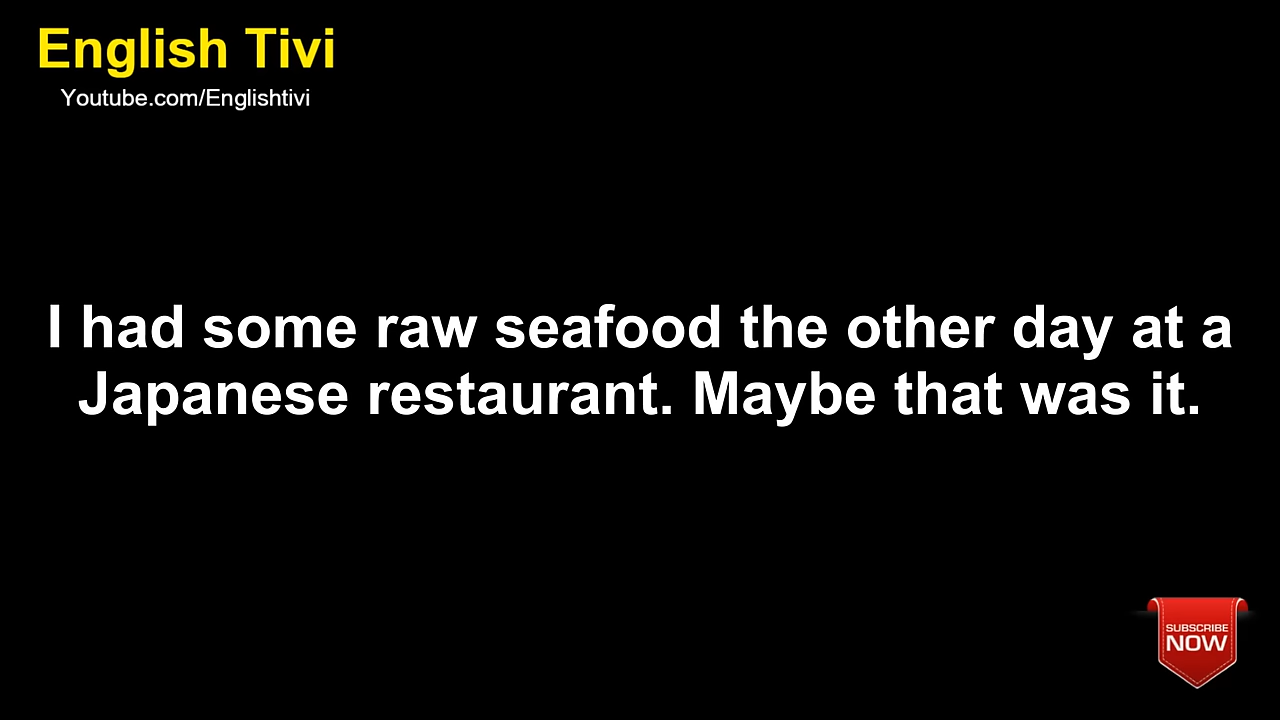 English Tivi
Youtube.com/Englishtivi
I had some raw seafood the other day at a
Japanese restaurant. Maybe that was it.
SUBSCRIBE
NOW